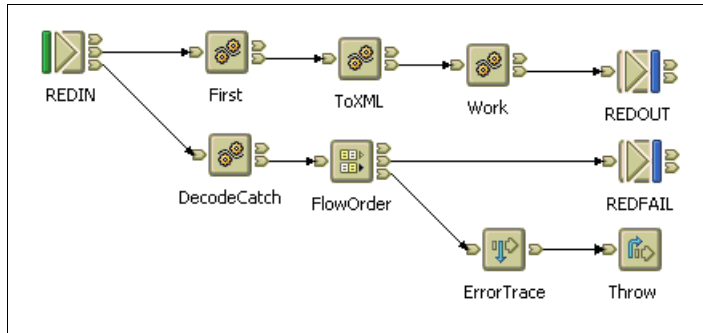 REDIN
First
ToXML
Work
REDOUT
DecodeCatch
FlowOrder
REDFAIL
ErrorTrace
Throw